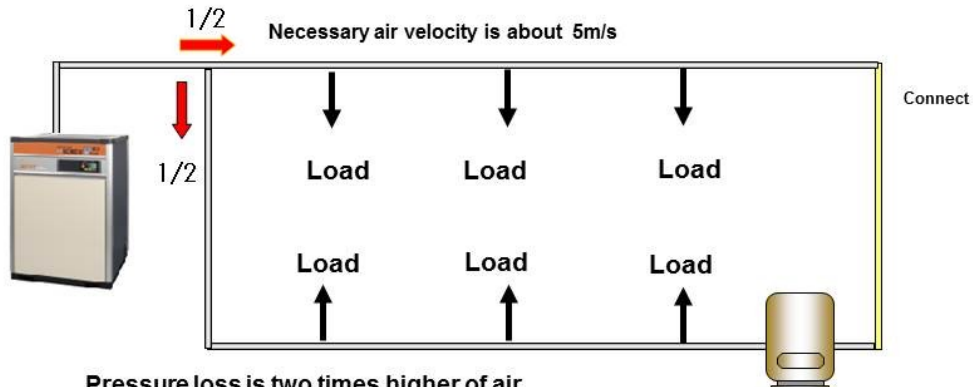 1/2
Necessary air velocity is about 5m/s
Connect
1/2
Load Load Load
Load Load Load
Pressure loss is two times higher of air